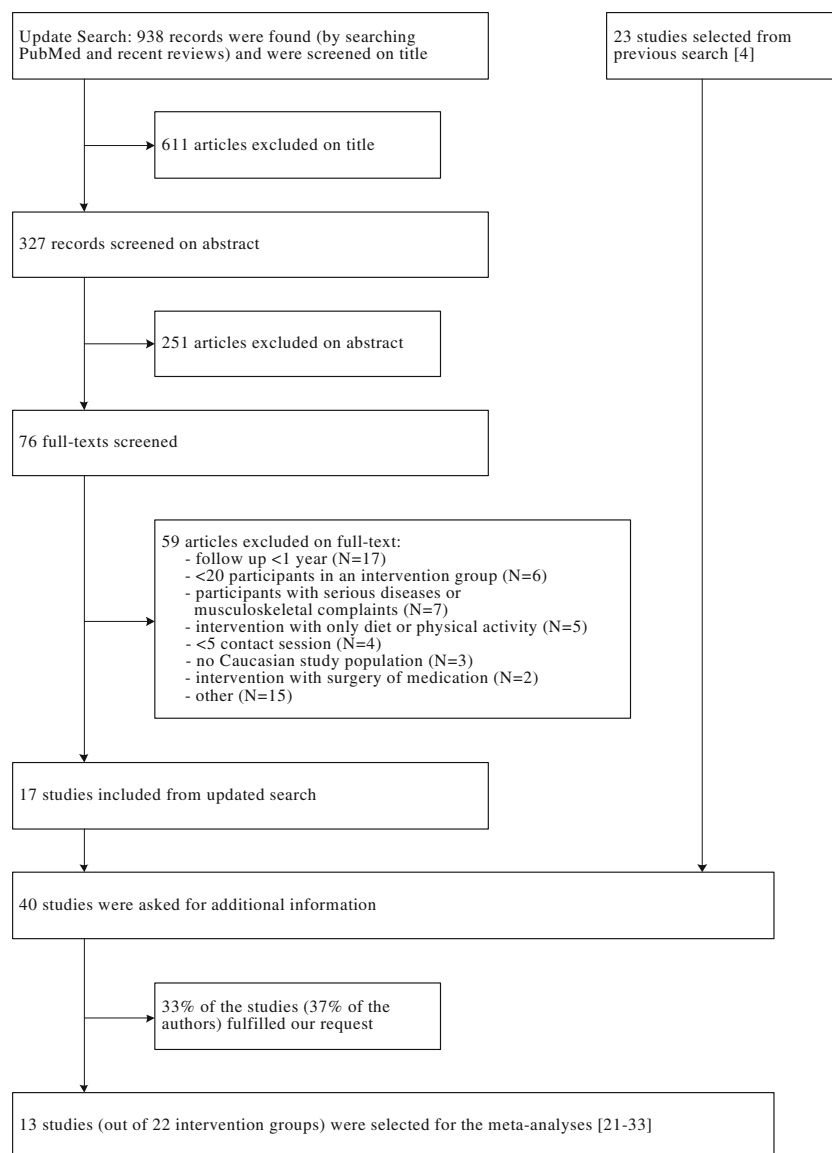 Update Search: 938 records were found (by searching
PubMed and recent reviews) and were screened on title
23 studies selected from
previous search [4]
611 articles excluded on title
327 records screened on abstract
251 articles excluded on abstract
76 full-texts screened
59 articles excluded on full-text:
- follow up <1 year (N=17)
- <20 participants in an intervention group (N=6)
- participants with serious diseases or
musculoskeletal complaints (N=7)
- intervention with only diet or physical activity (N=5)
- <5 contact session (N=4)
- no Caucasian study population (N=3)
- intervention with surgery of medication (N=2)
- other (N=15)
17 studies included from updated search
40 studies were asked for additional information
33% of the studies (37% of the
authors) fulfilled our request
13 studies (out of 22 intervention groups) were selected for the meta-analyses [21-33]